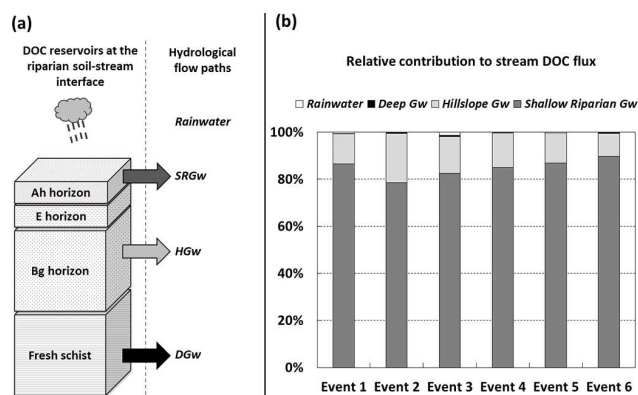 (a)
DOC reservoirs at the
riparian soil-stream
interface
Hydrological
flow paths
Rainwater
Ah horizon
SRGw
E horizon
Bg horizon
HGw
Fresh schist
DGw
(b)
Relative contribution to stream DOC flux
Rainwater Deep Gw Hillslope Gw Shallow Riparian Gw
100%
80%
60%
40%
20%
0%
Event 1 Event 2 Event 3 Event 4 Event 5 Event 6